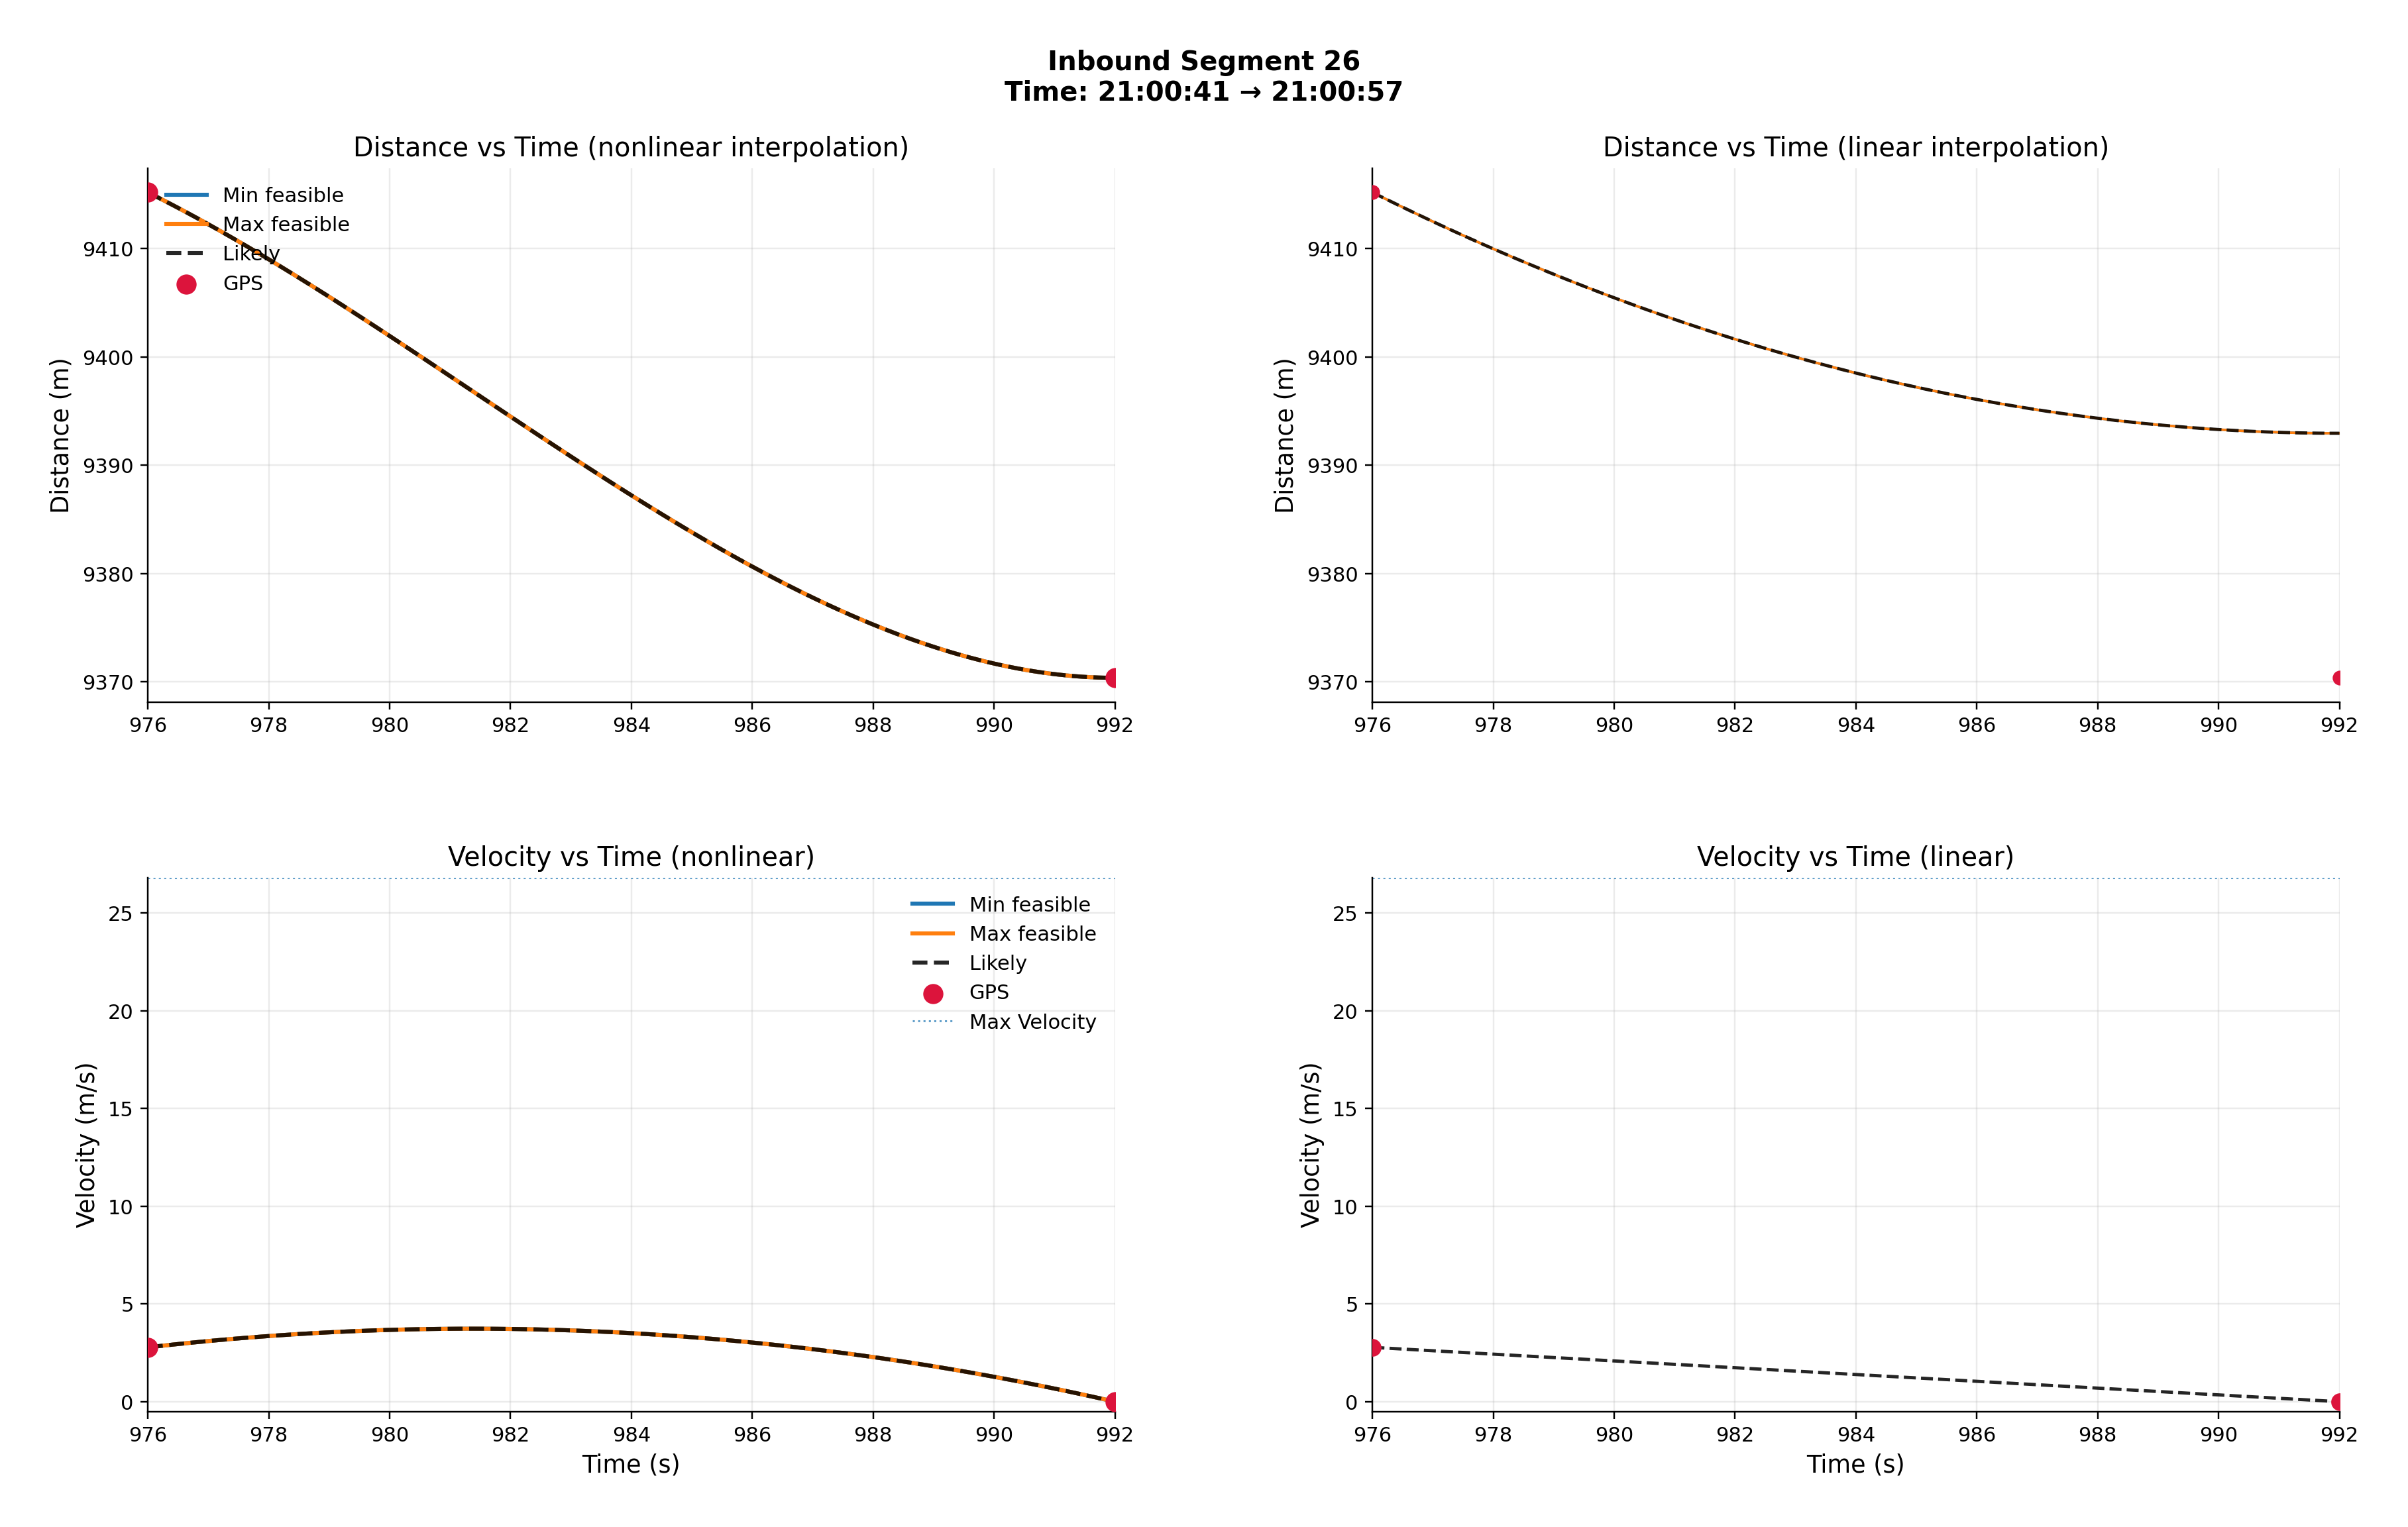 Inbound Segment 26
Time: 21:00:41 → 21:00:57
Distance vs Time (nonlinear interpolation)
Distance (m)
9410
9400
9390
9380
9370
Min feasible
Max feasible
Likely
GPS
976 978 980 982 984 986 988 990 992
Distance vs Time (linear interpolation)
Distance (m)
9410
9400
9390
9380
9370
976 978 980 982 984 986 988 990 992
Velocity vs Time (nonlinear)
Velocity (m/s)
25
20
15
10
5
0
Min feasible
Max feasible
Likely
GPS
Max Velocity
976 978 980 982 984 986 988 990 992
Time (s)
Velocity vs Time (linear)
Velocity (m/s)
25
20
15
10
5
0
976 978 980 982 984 986 988 990 992
Time (s)